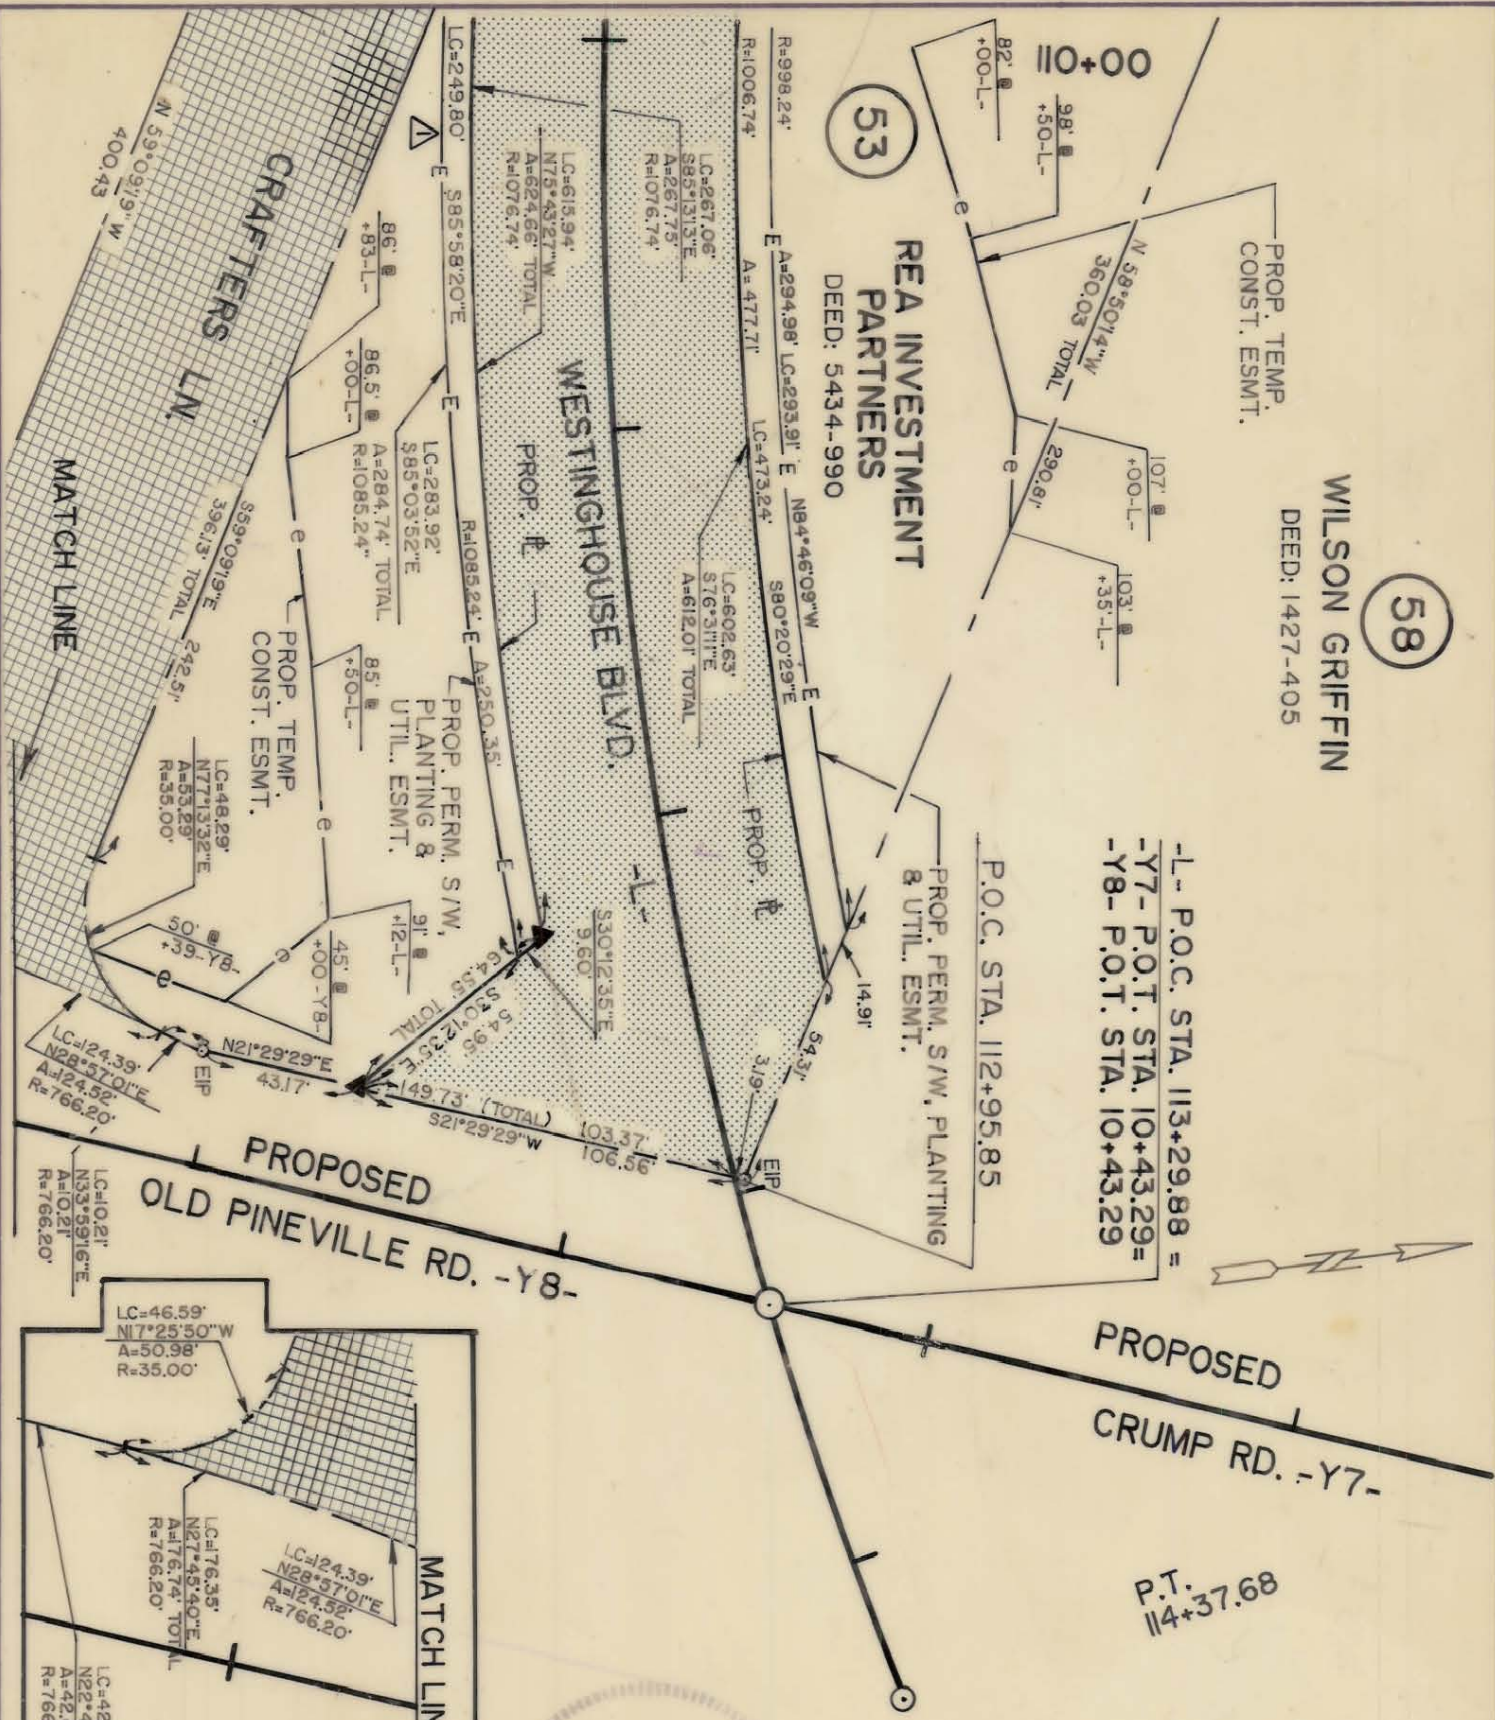 110+00
82' @
+00-L-
98' @
+50-L-
53
REA INVESTMENT
PARTNERS
DEED: 5434-990
PROP. TEMP.
CONST. ESMT.
N 58°50'14" W
360.03 TOTAL
290.81'
107' @
+00-L-
103' @
+35'-L-
58
WILSON GRIFFIN
DEED: 1427-405
-L- P.O.C. STA. 113+29.88 =
-Y7- P.O.T. STA. 10+43.29=
-Y8- P.O.T. STA. 10+43.29
P.O.C. STA. 112+95.85
PROP. PERM. S/W, PLANTING
& UTIL. ESMT.
R=998.24'
E
A=294.98'
LC=293.91'
E
N84°46'09"W
E
R=1006.74'
A=477.71'
LC=473.24'
S80°20'29"E
LC=267.06'
S85°13'13"E
A=267.75'
R=1076.74'
LC=602.63'
S76°31'11"E
A=612.01' TOTAL
PROP. PL
14.91'
54.31'
3.19'
EIP
LC=615.94'
N75°43'27"W
A=624.66' TOTAL
R=1076.74'
WESTINGHOUSE BLVD.
-L-
PROP. PL
S30°12'35"E
9.60'
LC=249.80'
E
S85°58'20"E
E
R=1085.24'
E
A=250.35'
E
LC=283.92'
S85°03'52"E
A=284.74' TOTAL
R=1085.24"
PROP. PERM. S/W,
PLANTING &
UTIL. ESMT.
64.55' TOTAL
S30°12'35"E
54.95
1
86' @
+83-L-
86.5' @
+00-L-
85' @
+50-L-
91' @
+12-L-
45' @
+00-Y8-
50' @
+39-Y8-
e
e
e
e
e
e
e
PROP. TEMP.
CONST. ESMT.
CRAFTERS LN.
N 59°09'19" W
400.43
S59°09'19"E
396.13' TOTAL
242.51'
MATCH LINE
LC=48.29'
N77°13'32"E
A=53.29'
R=35.00'
LC=124.39'
N28°57'01"E
A=124.52'
R=766.20'
EIP
N21°29'29"E
43.17'
149.73' (TOTAL)
S21°29'29"W
103.37'
106.56'
LC=10.21'
N33°59'16"E
A=10.21'
R=766.20'
PROPOSED
OLD PINEVILLE RD. -Y8-
PROPOSED
CRUMP RD. -Y7-
P.T.
114+37.68
LC=46.59'
N17°25'50"W
A=50.98'
R=35.00'
LC=176.35'
N27°45'40"E
A=176.74' TOTAL
R=766.20'
LC=124.39'
N28°57'01"E
A=124.52'
R=766.20'
MATCH LIN
LC=42
N22°4
A=42.
R=766